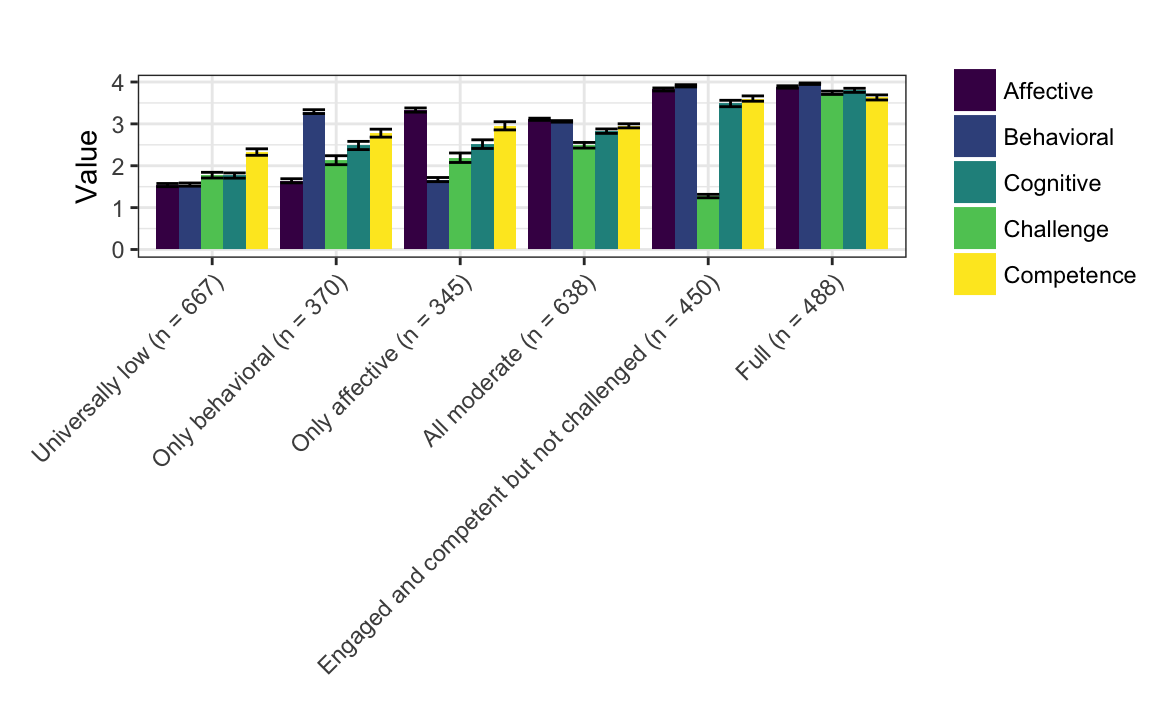 Value
4
3
2
1
0
Universally low (n = 667)
Only behavioral (n = 370)
Only affective (n = 345)
All moderate (n = 638)
Engaged and competent but not challenged (n = 450)
Full (n = 488)
Affective
Behavioral
Cognitive
Challenge
Competence